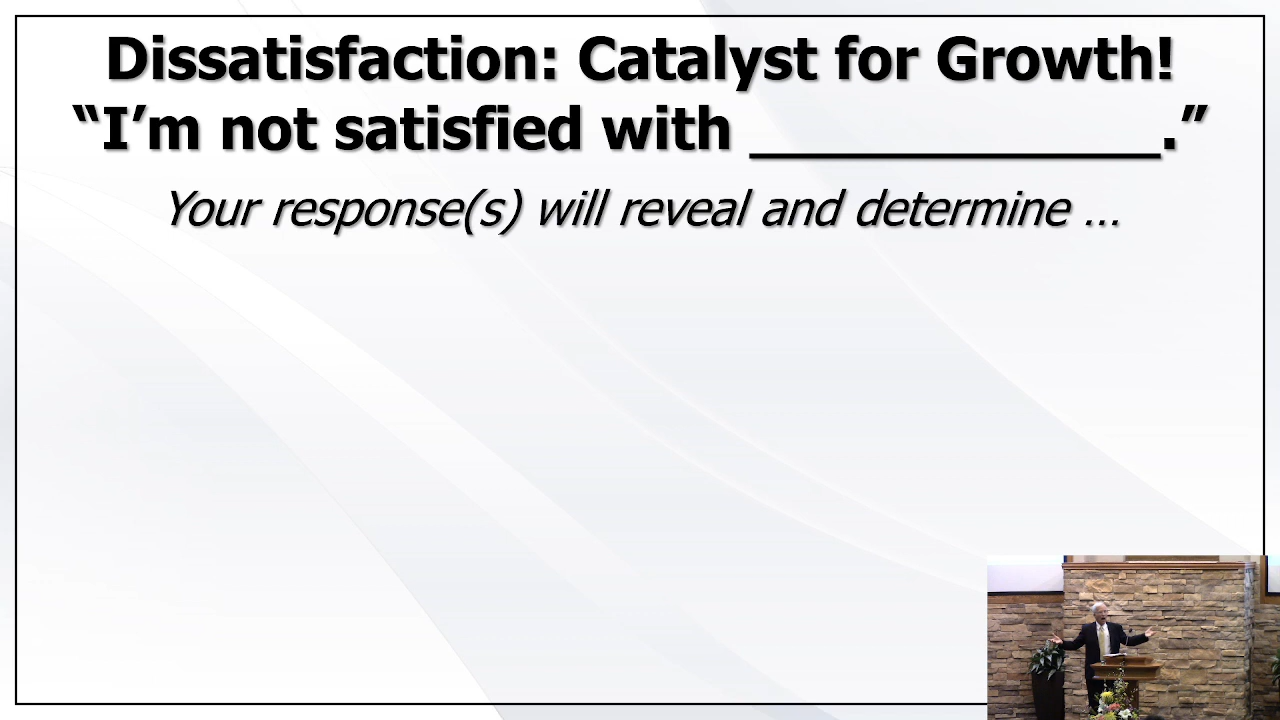 Dissatisfaction: Catalyst for Growth!
“I’m not satisfied with ____________.”
Your response(s) will reveal and determine …